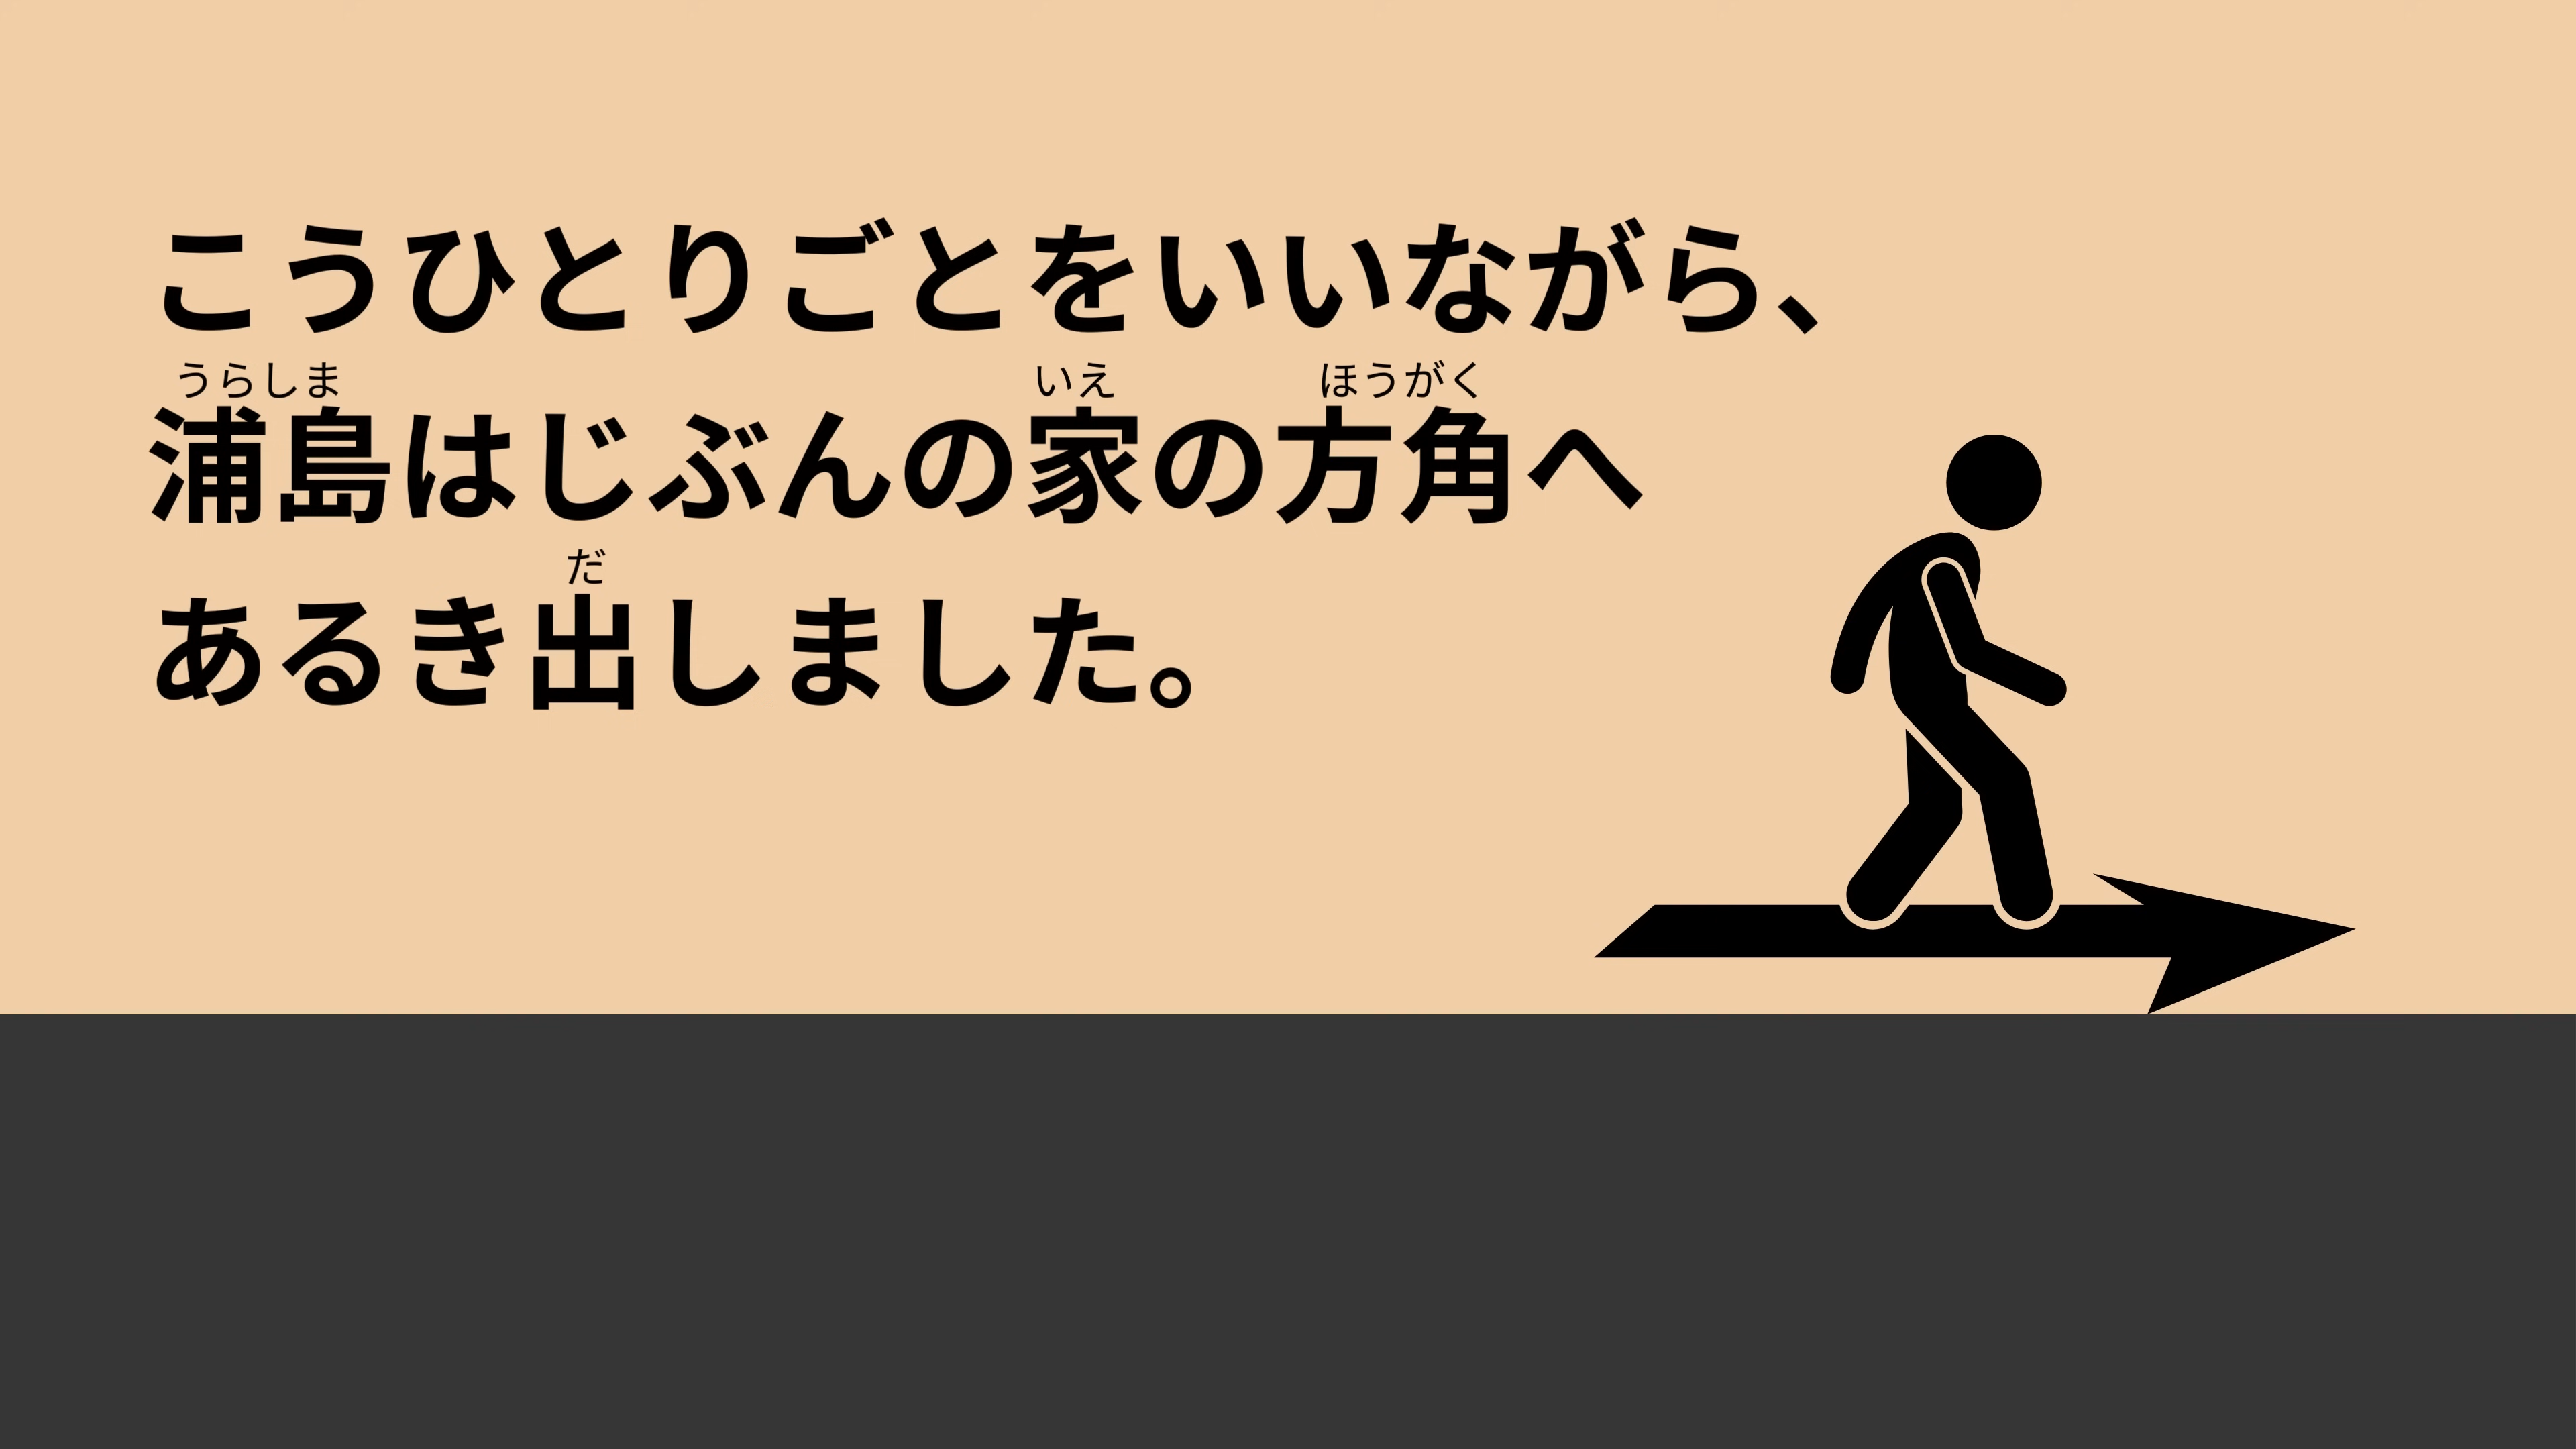 こうひとりごとをいいながら、
うらしま いえ ほうがく
浦島はじぶんの家の方角へ
だ
あるき出しました。